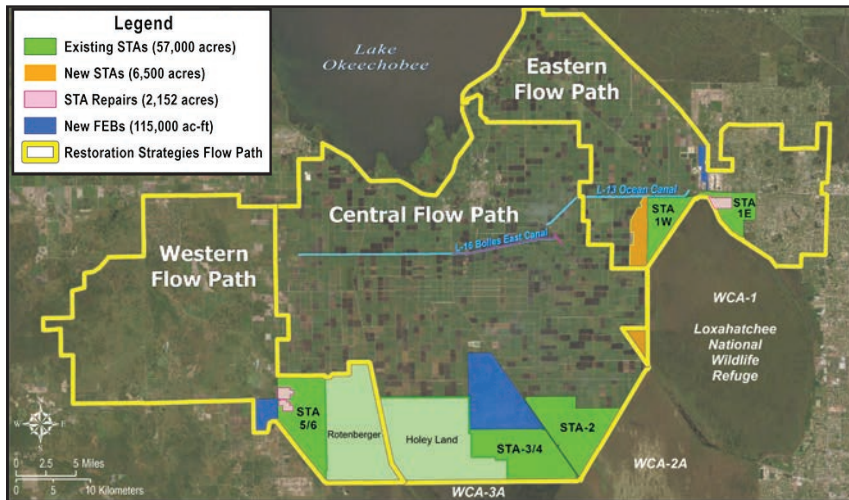 Legend
Existing STAs (57,000 acres)
New STAs (6,500 acres)
STA Repairs (2,152 acres)
New FEBs (115,000 ac-ft)
Restoration Strategies Flow Path
Lake
Okeechobee
Eastern
Flow Path
L-13 Ocean Canal
Central Flow Path
L-16 Bolles East Canal
STA
1W
STA
1E
Western
Flow Path
WCA-1
Loxahatchee
National
Wildlife
Refuge
STA
5/6
Rotenberger
Holey Land
STA-3/4
STA-2
WCA-2A
WCA-3A
N
W
E
S
0 2.5 5 Miles
0 5 10 Kilometers